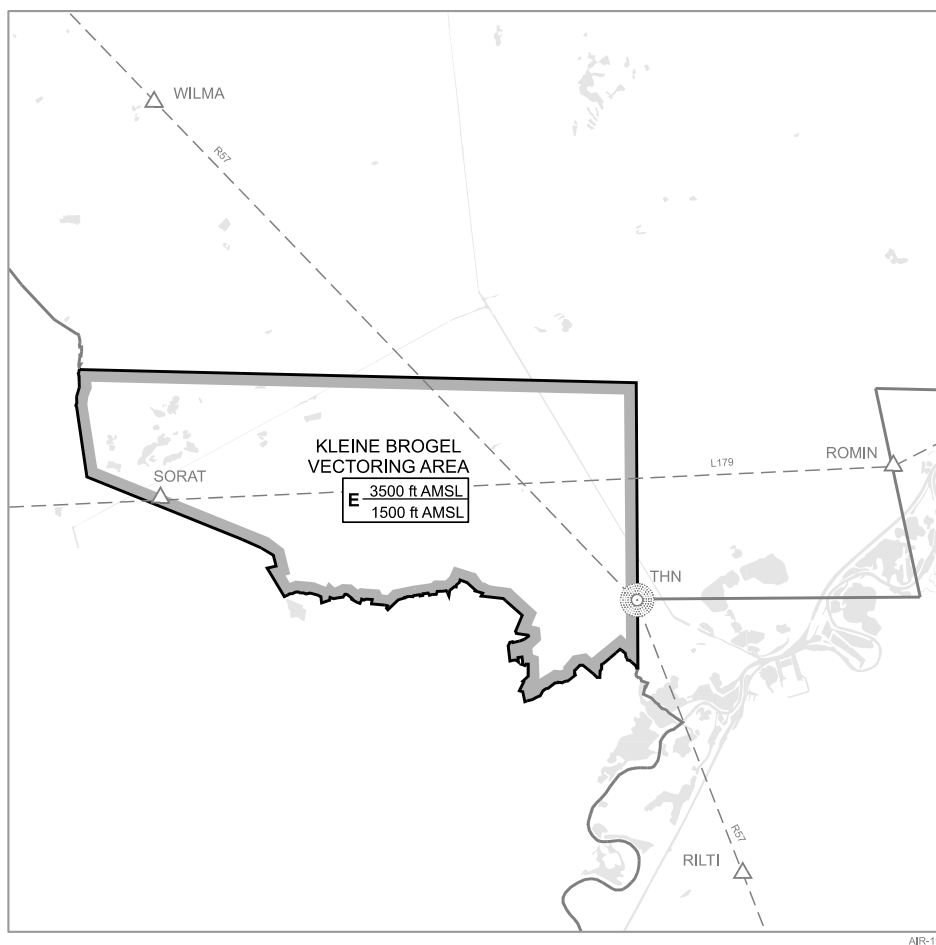 WILMA
R57
KLEINE BROGEL
VECTORING AREA
E 3500 ft AMSL
1500 ft AMSL
SORAT
L179
ROMIN
THN
R57
RILTI
AIR-1